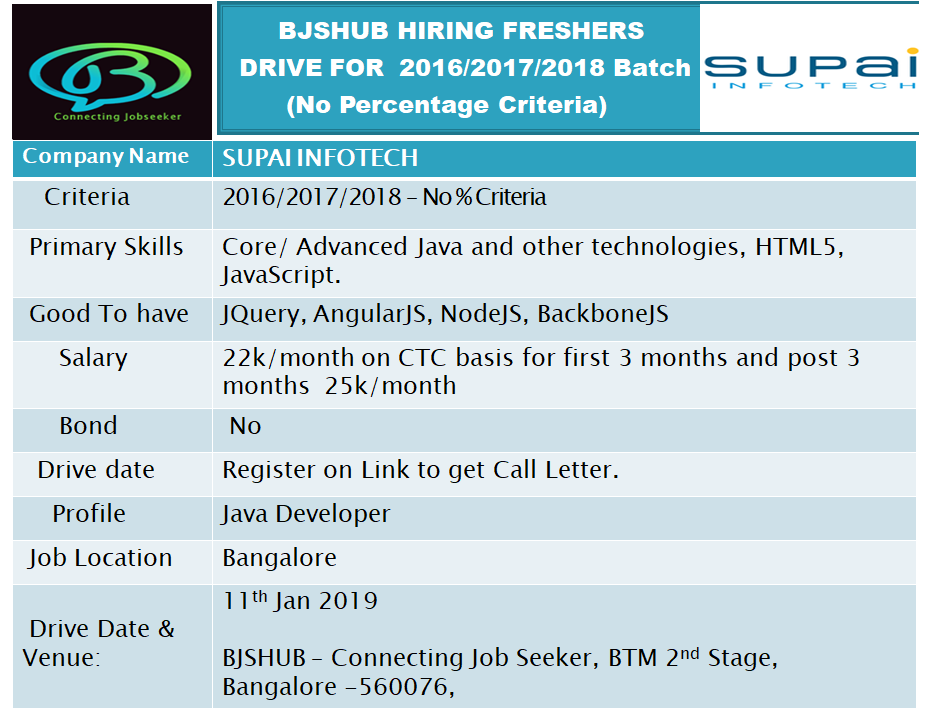 B
Connecting Jobseeker
BJSHUB HIRING FRESHERS
DRIVE FOR 2016/2017/2018 Batch
(No Percentage Criteria)
SUPAI
INFOTECH
Company Name SUPAI INFOTECH
Criteria 2016/2017/2018 – No % Criteria
Primary Skills Core/ Advanced Java and other technologies, HTML5,
JavaScript.
Good To have JQuery, AngularJS, NodeJS, BackboneJS
Salary 22k/month on CTC basis for first 3 months and post 3
months 25k/month
Bond No
Drive date Register on Link to get Call Letter.
Profile Java Developer
Job Location Bangalore
Drive Date &
Venue:
11th Jan 2019
BJSHUB – Connecting Job Seeker, BTM 2nd Stage,
Bangalore -560076,